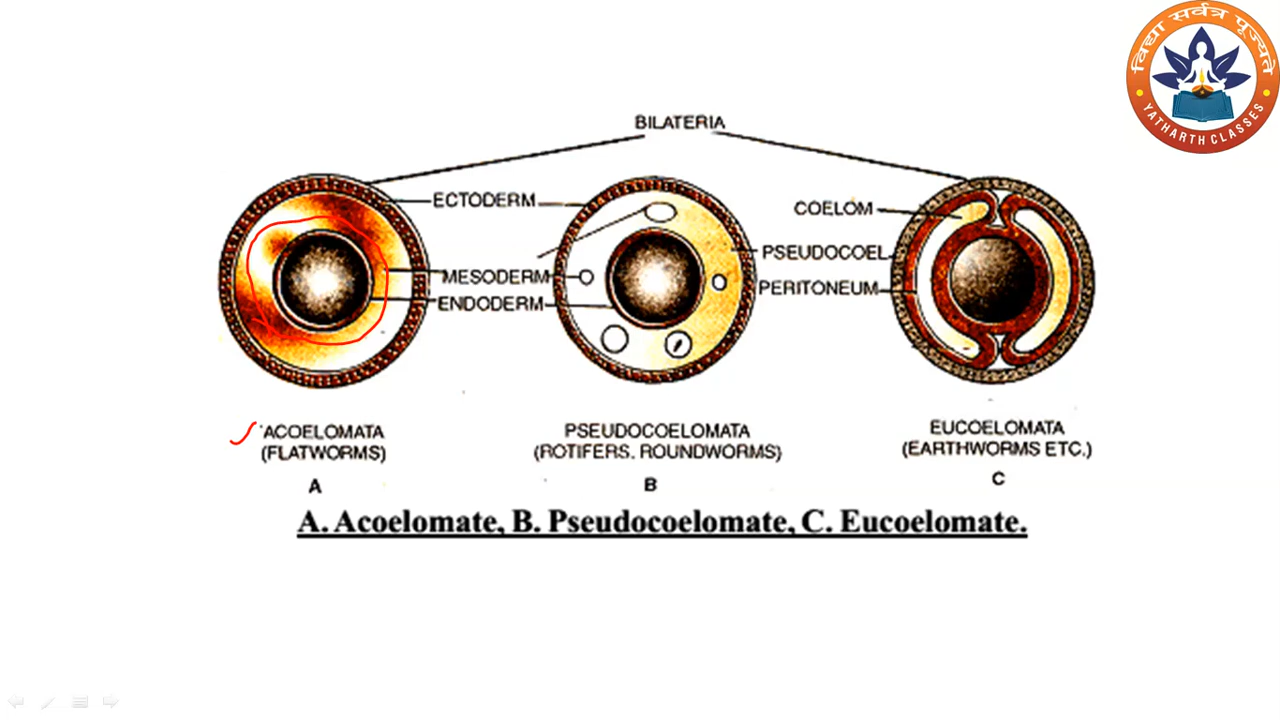 विद्या सर्वत्र पूज्यते
YATHARTH CLASSES
BILATERIA
ECTODERM
COELOM
PSEUDOCOEL
MESODERM
PERITONEUM
ENDODERM
ACOELOMATA
(FLATWORMS)
A
PSEUDOCOELOMATA
(ROTIFERS. ROUNDWORMS)
B
EUCOELOMATA
(EARTHWORMS ETC.)
C
A. Acoelomate, B. Pseudocoelomate, C. Eucoelomate.